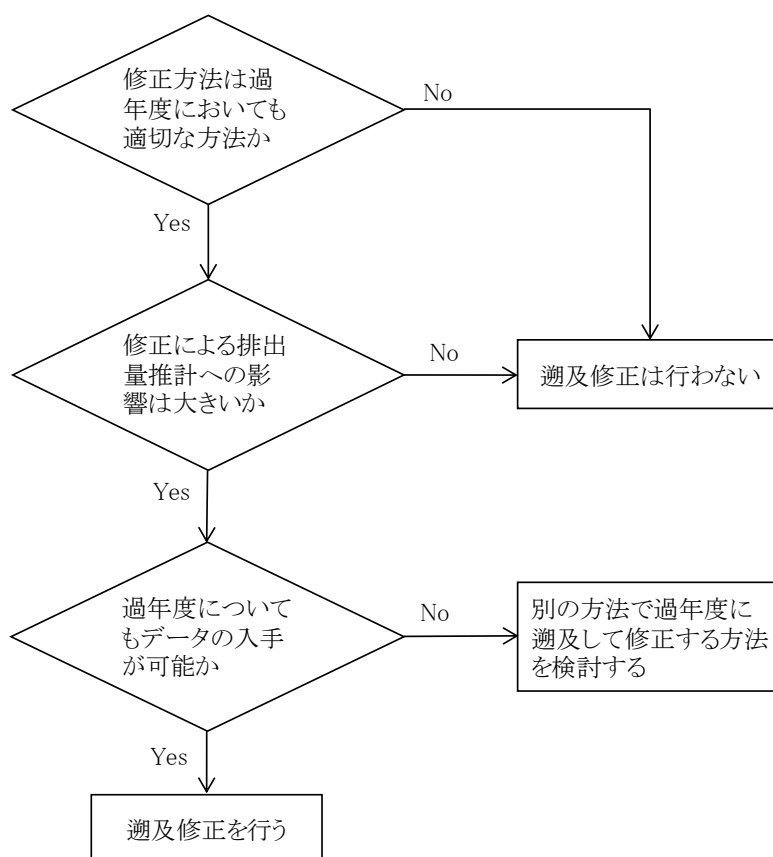 修正方法は過
年度においても
適切な方法か
No
Yes
修正による排出
量推計への影
響は大きいか
No
遡及修正は行わない
Yes
過年度について
もデータの入手
が可能か
No
別の方法で過年度に
遡及して修正する方法
を検討する
Yes
遡及修正を行う